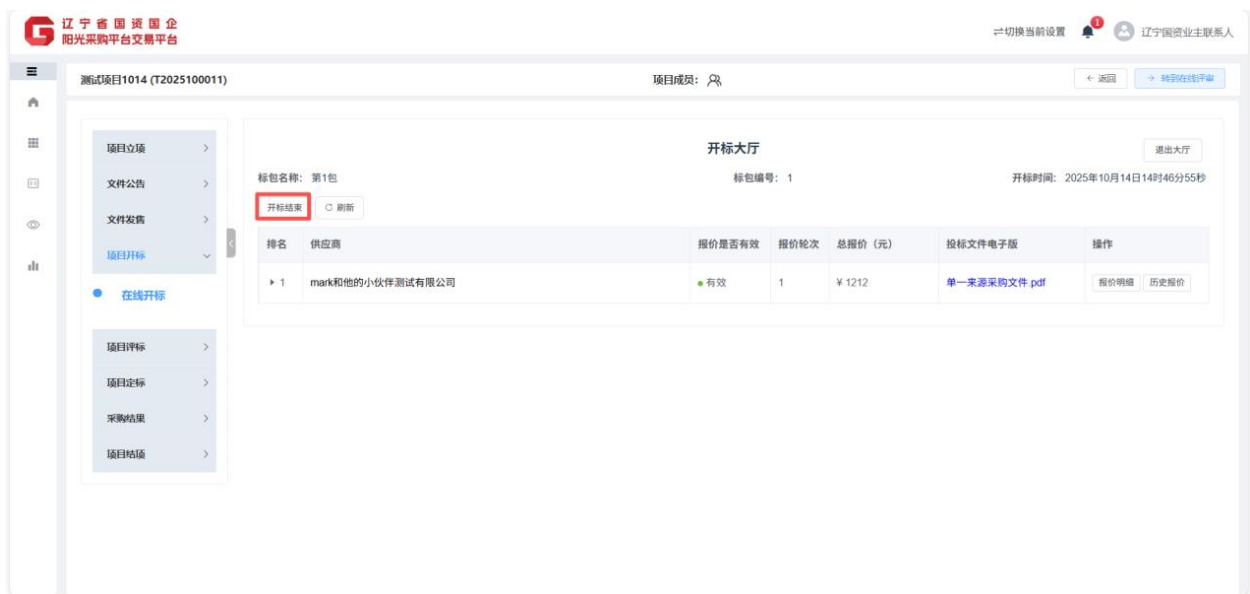 辽宁省国资国企
阳光采购平台交易平台
切换当前设置
1
辽宁国资业主联系人
测试项目1014 (T2025100011)
项目成员:
返回
转到在线评审
项目立项
文件公告
文件发售
项目开标
在线开标
项目评标
项目定标
采购结果
项目结项
开标大厅
退出大厅
标包名称: 第1包
标包编号: 1
开标时间: 2025年10月14日14时46分55秒
开标结束
刷新
排名 供应商 报价是否有效 报价轮次 总报价 (元) 投标文件电子版 操作
1 mark和他的小伙伴测试有限公司 有效 1 ¥ 1212 单一来源采购文件.pdf 报价明细 历史报价